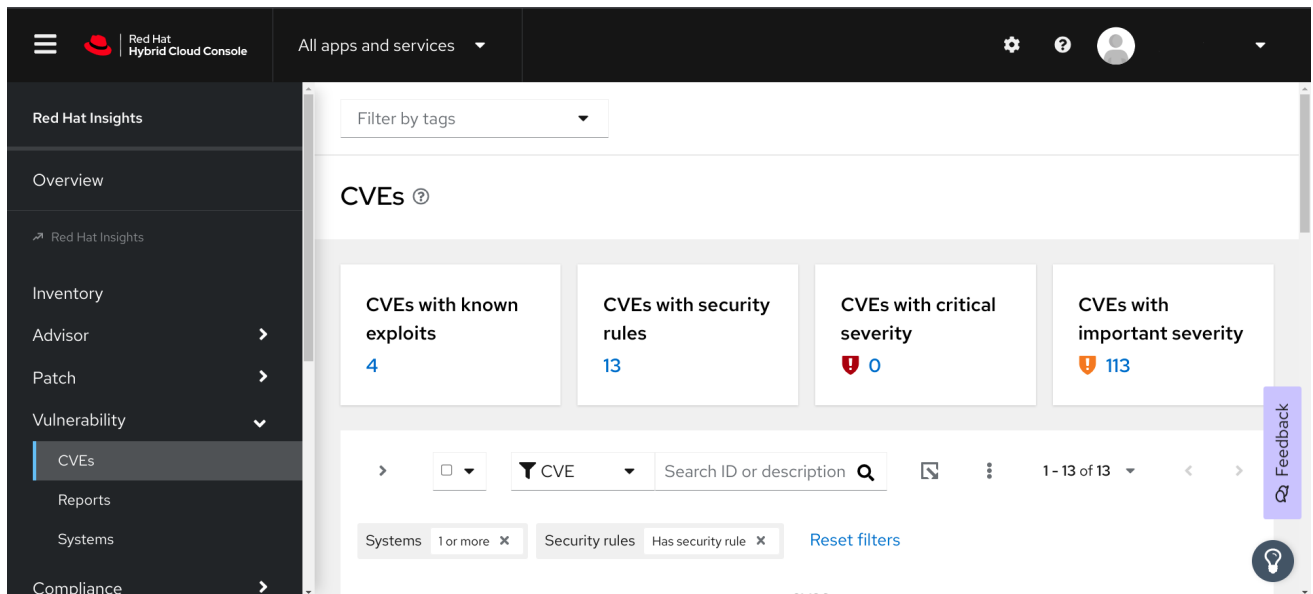 Red Hat
Hybrid Cloud Console
All apps and services
Red Hat Insights
Overview
Red Hat Insights
Inventory
Advisor
Patch
Vulnerability
CVEs
Reports
Systems
Compliance
Filter by tags
CVEs
CVEs with known
exploits
4
CVEs with security
rules
13
CVEs with critical
severity
0
CVEs with
important severity
113
CVE
Search ID or description
1 - 13 of 13
Systems 1 or more
Security rules Has security rule
Reset filters
Feedback